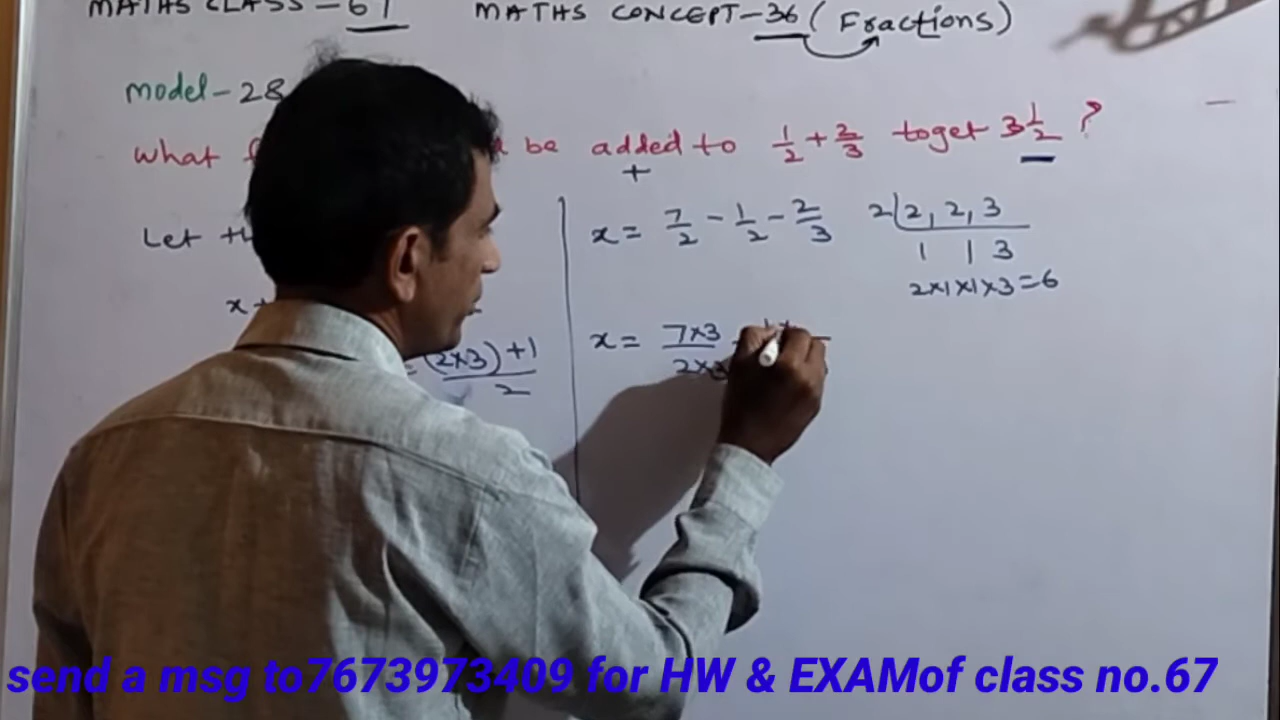 MATHS CLASS - 67 MATHS CONCEPT-36 (Fractions)
model-28
What be added to 1/2 + 2/3 toget 3 1/2 ?
+
Let
x = 7/2 - 1/2 - 2/3
2 | 2, 2, 3
1 1 3
2×1×1×3=6
x
= (2×3)+1 / 2
x = 7×3 / 2×3
send a msg to7673973409 for HW & EXAMof class no.67